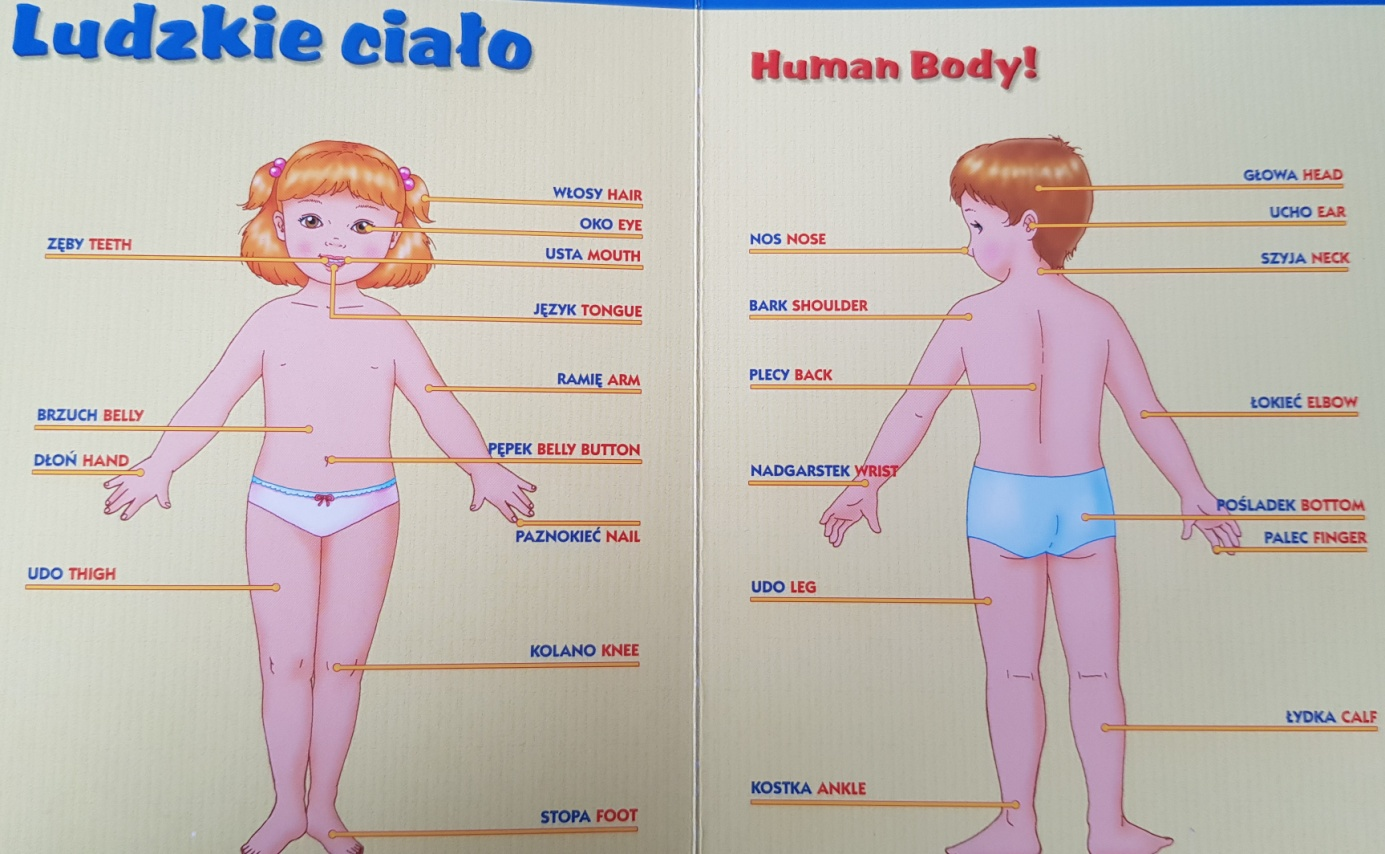 Ludzkie ciało
WŁOSY HAIR
OKO EYE
ZĘBY TEETH
USTA MOUTH
JĘZYK TONGUE
RAMIĘ ARM
BRZUCH BELLY
PĘPEK BELLY BUTTON
DŁOŃ HAND
PAZNOKIEĆ NAIL
UDO THIGH
KOLANO KNEE
STOPA FOOT
Human Body!
GŁOWA HEAD
UCHO EAR
NOS NOSE
SZYJA NECK
BARK SHOULDER
PLECY BACK
ŁOKIEĆ ELBOW
NADGARSTEK WRIST
POŚLADEK BOTTOM
PALEC FINGER
UDO LEG
ŁYDKA CALF
KOSTKA ANKLE